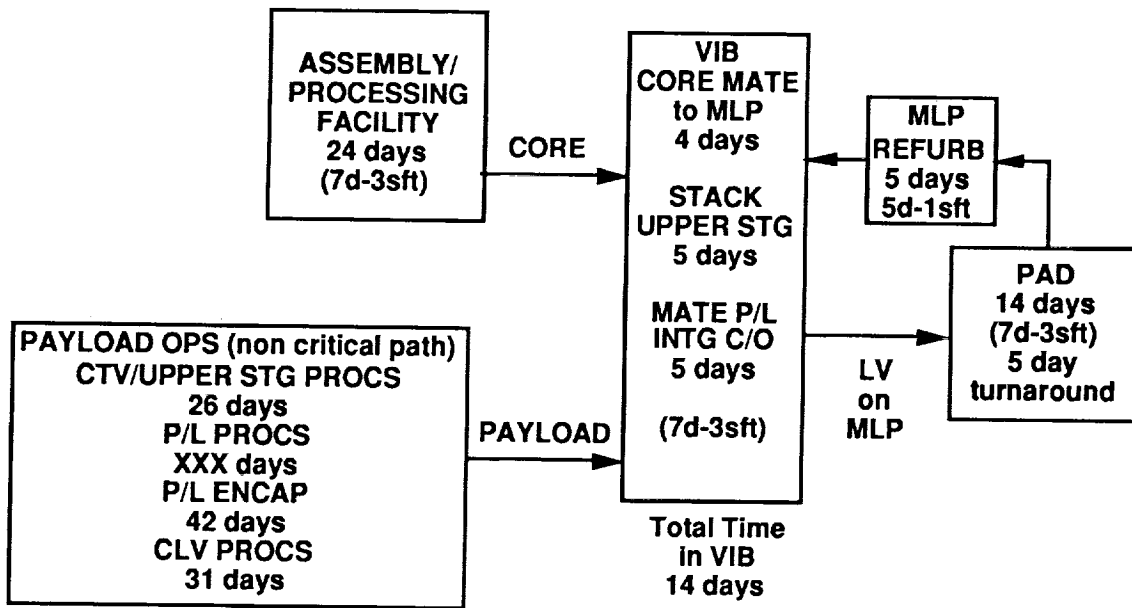 ASSEMBLY/
PROCESSING
FACILITY
24 days
(7d-3sft)
CORE
PAYLOAD OPS (non critical path)
CTV/UPPER STG PROCS
26 days
P/L PROCS
XXX days
P/L ENCAP
42 days
CLV PROCS
31 days
PAYLOAD
VIB
CORE MATE
to MLP
4 days
STACK
UPPER STG
5 days
MATE P/L
INTG C/O
5 days
(7d-3sft)
Total Time
in VIB
14 days
LV
on
MLP
MLP
REFURB
5 days
5d-1sft
PAD
14 days
(7d-3sft)
5 day
turnaround